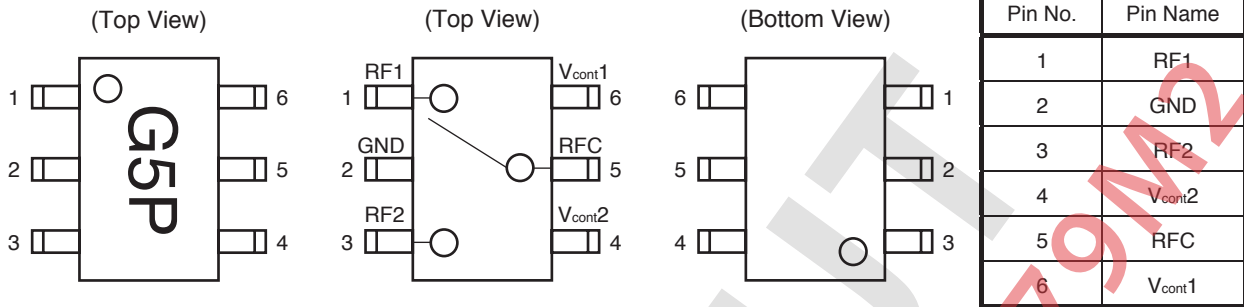 (Top View)
1
2
3
G5P
6
5
4
(Top View)
RF1
1
GND
2
RF2
3
Vcont1
6
RFC
5
Vcont2
4
(Bottom View)
6
5
4
1
2
3
Pin No. Pin Name
1 RF1
2 GND
3 RF2
4 Vcont2
5 RFC
6 Vcont1
79M2